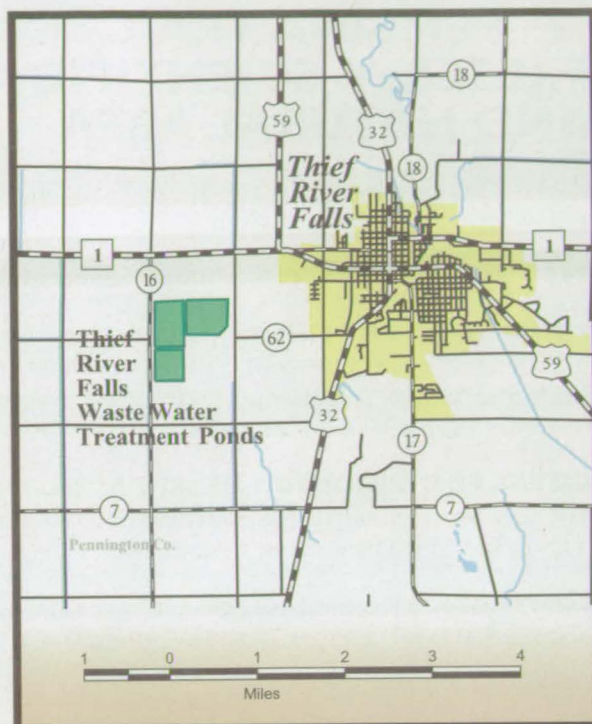 18
59
32
Thief
River
Falls
18
1
1
16
62
Thief
River
Falls
Waste Water
Treatment Ponds
59
32
17
7
7
Pennington Co.
1 0 1 2 3 4
Miles